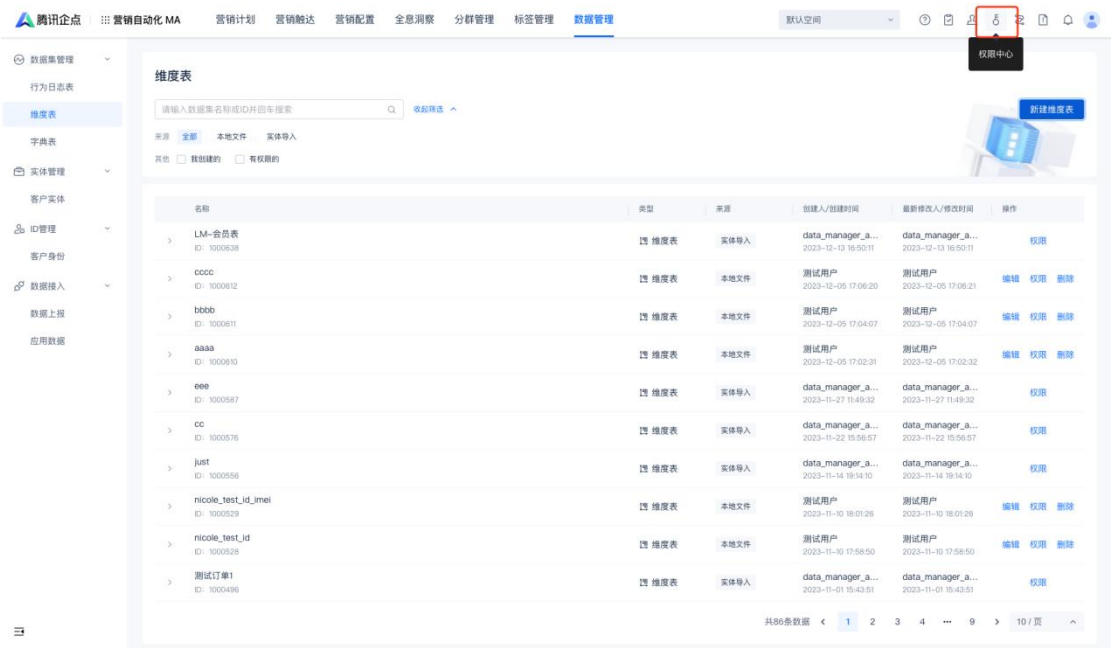 腾讯企点 营销自动化 MA 营销计划 营销触达 营销配置 全息洞察 分群管理 标签管理 数据管理 默认空间
权限中心
数据集管理
行为日志表
维度表
字典表
实体管理
客户实体
ID管理
客户身份
数据接入
数据上报
应用数据
维度表
请输入数据集名称或ID并回车搜索 收起筛选
新建维度表
来源 全部 本地文件 实体导入
其他 我创建的 有权限的
名称 类型 来源 创建人/创建时间 最新修改人/修改时间 操作
LM-会员表 维度表 实体导入 data_manager_a... data_manager_a... 权限
ID: 1000638 2023-12-13 16:50:11 2023-12-13 16:50:11
cccc 维度表 本地文件 测试用户 测试用户 编辑 权限 删除
ID: 1000612 2023-12-05 17:06:20 2023-12-05 17:06:21
bbbb 维度表 本地文件 测试用户 测试用户 编辑 权限 删除
ID: 1000611 2023-12-05 17:04:07 2023-12-05 17:04:07
aaaa 维度表 本地文件 测试用户 测试用户 编辑 权限 删除
ID: 1000610 2023-12-05 17:02:31 2023-12-05 17:02:32
eee 维度表 实体导入 data_manager_a... data_manager_a... 权限
ID: 1000587 2023-11-27 11:49:32 2023-11-27 11:49:32
cc 维度表 实体导入 data_manager_a... data_manager_a... 权限
ID: 1000576 2023-11-22 15:56:57 2023-11-22 15:56:57
just 维度表 实体导入 data_manager_a... data_manager_a... 权限
ID: 1000556 2023-11-14 19:14:10 2023-11-14 19:14:10
nicole_test_id_imei 维度表 本地文件 测试用户 测试用户 编辑 权限 删除
ID: 1000529 2023-11-10 18:01:26 2023-11-10 18:01:26
nicole_test_id 维度表 本地文件 测试用户 测试用户 编辑 权限 删除
ID: 1000528 2023-11-10 17:58:50 2023-11-10 17:58:50
测试订单1 维度表 实体导入 data_manager_a... data_manager_a... 权限
ID: 1000496 2023-11-01 15:43:51 2023-11-01 15:43:51
共86条数据 1 2 3 4 ••• 9 10 / 页